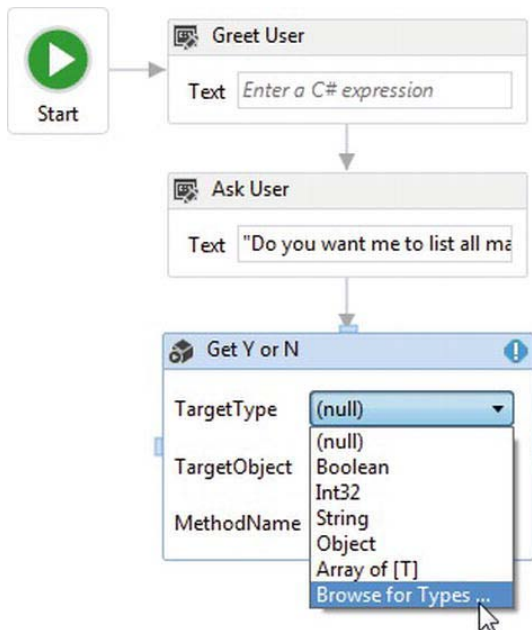 Start
Greet User
Text Enter a C# expression
Ask User
Text "Do you want me to list all ma
Get Y or N
TargetType (null)
(null)
TargetObject Boolean
Int32
String
MethodName Object
Array of [T]
Browse for Types ...